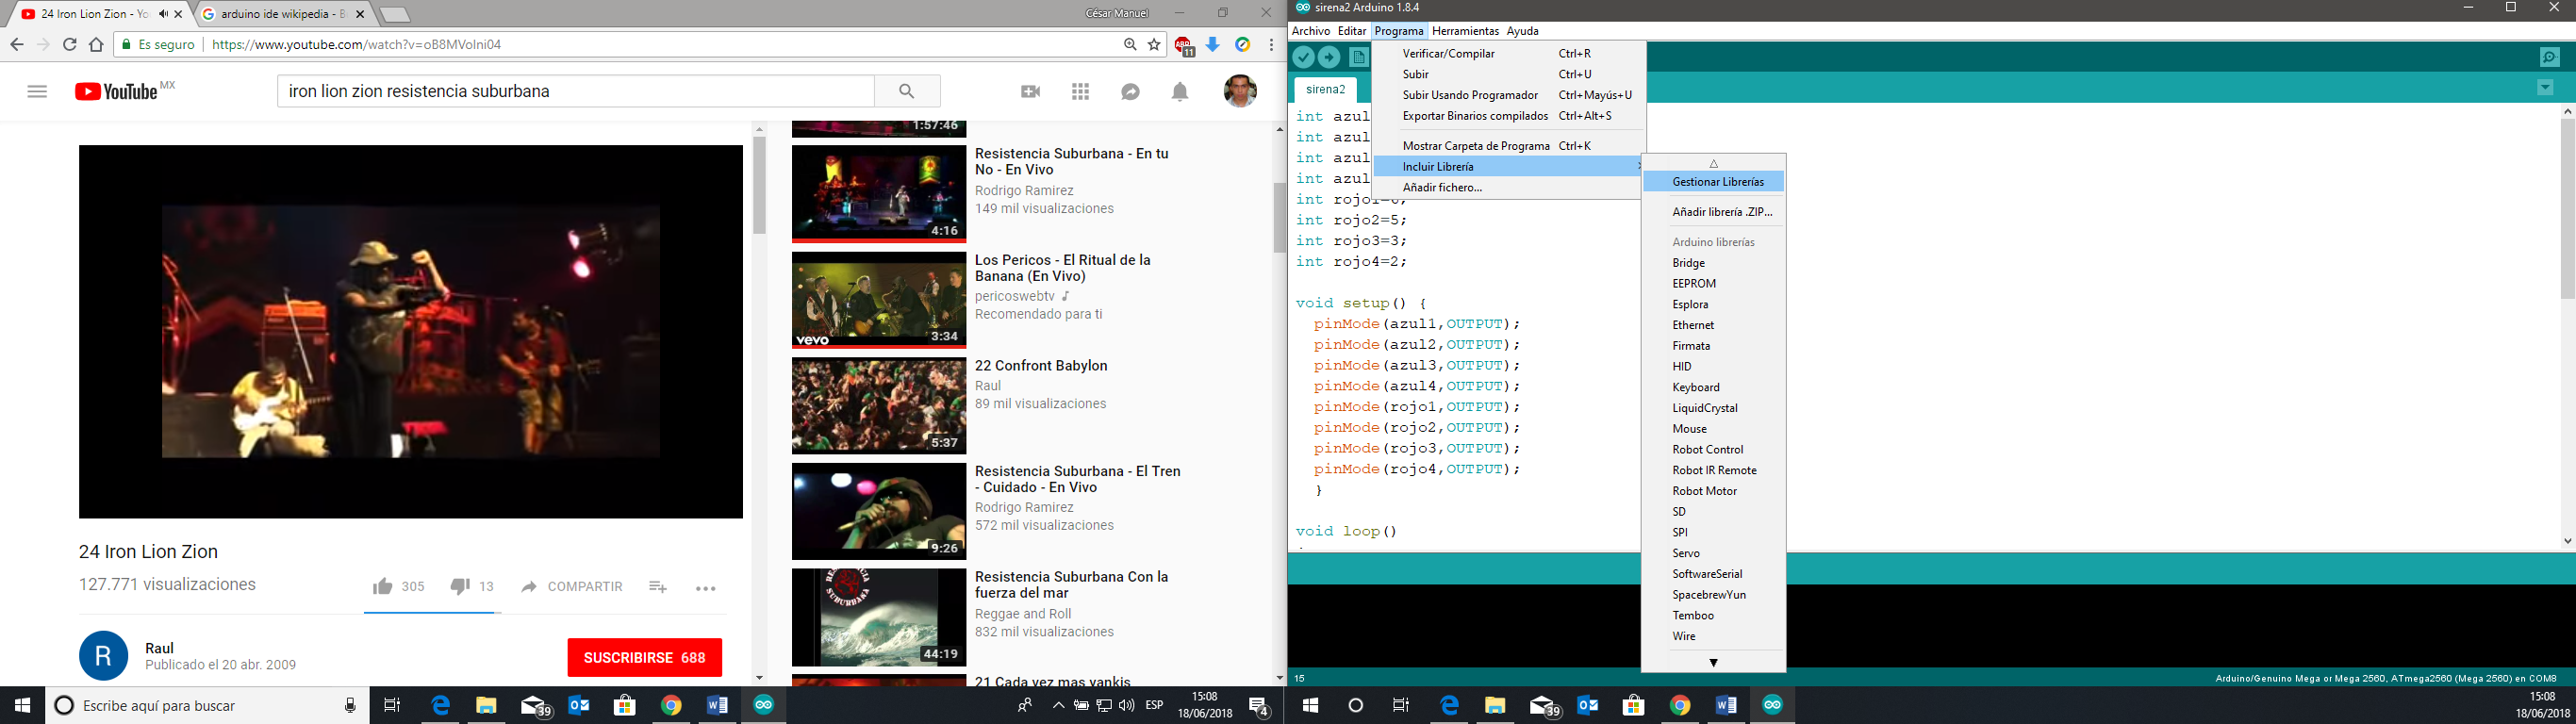 24 Iron Lion Zion - Yo
arduino ide wikipedia - B
César Manuel
Es seguro
https://www.youtube.com/watch?v=oB8MVoIni04
11
YouTube MX
iron lion zion resistencia suburbana
24 Iron Lion Zion
127.771 visualizaciones
305
13
COMPARTIR
R
Raul
Publicado el 20 abr. 2009
SUSCRIBIRSE 688
1:57:46
Resistencia Suburbana - En tu
No - En Vivo
Rodrigo Ramirez
149 mil visualizaciones
4:16
Los Pericos - El Ritual de la
Banana (En Vivo)
pericoswebtv
Recomendado para ti
vevo
3:34
22 Confront Babylon
Raul
89 mil visualizaciones
5:37
Resistencia Suburbana - El Tren
- Cuidado - En Vivo
Rodrigo Ramirez
572 mil visualizaciones
9:26
Resistencia Suburbana Con la
fuerza del mar
Reggae and Roll
832 mil visualizaciones
SUBURBANA
44:19
21 Cada vez mas yankis
Escribe aquí para buscar
39
ESP
15:08
18/06/2018
4
sirena2 Arduino 1.8.4
Archivo Editar Programa Herramientas Ayuda
Verificar/Compilar Ctrl+R
Subir Ctrl+U
Subir Usando Programador Ctrl+Mayús+U
Exportar Binarios compilados Ctrl+Alt+S
Mostrar Carpeta de Programa Ctrl+K
Incluir Librería
Añadir fichero...
Gestionar Librerías
Añadir librería .ZIP...
Arduino librerías
Bridge
EEPROM
Esplora
Ethernet
Firmata
HID
Keyboard
LiquidCrystal
Mouse
Robot Control
Robot IR Remote
Robot Motor
SD
SPI
Servo
SoftwareSerial
SpacebrewYun
Temboo
Wire
sirena2
int azul
int azul
int azul
int azul
int rojo1=6;
int rojo2=5;
int rojo3=3;
int rojo4=2;
void setup() {
pinMode(azul1,OUTPUT);
pinMode(azul2,OUTPUT);
pinMode(azul3,OUTPUT);
pinMode(azul4,OUTPUT);
pinMode(rojo1,OUTPUT);
pinMode(rojo2,OUTPUT);
pinMode(rojo3,OUTPUT);
pinMode(rojo4,OUTPUT);
}
void loop()
15
Arduino/Genuino Mega or Mega 2560, ATmega2560 (Mega 2560) en COM8
39
15:08
18/06/2018